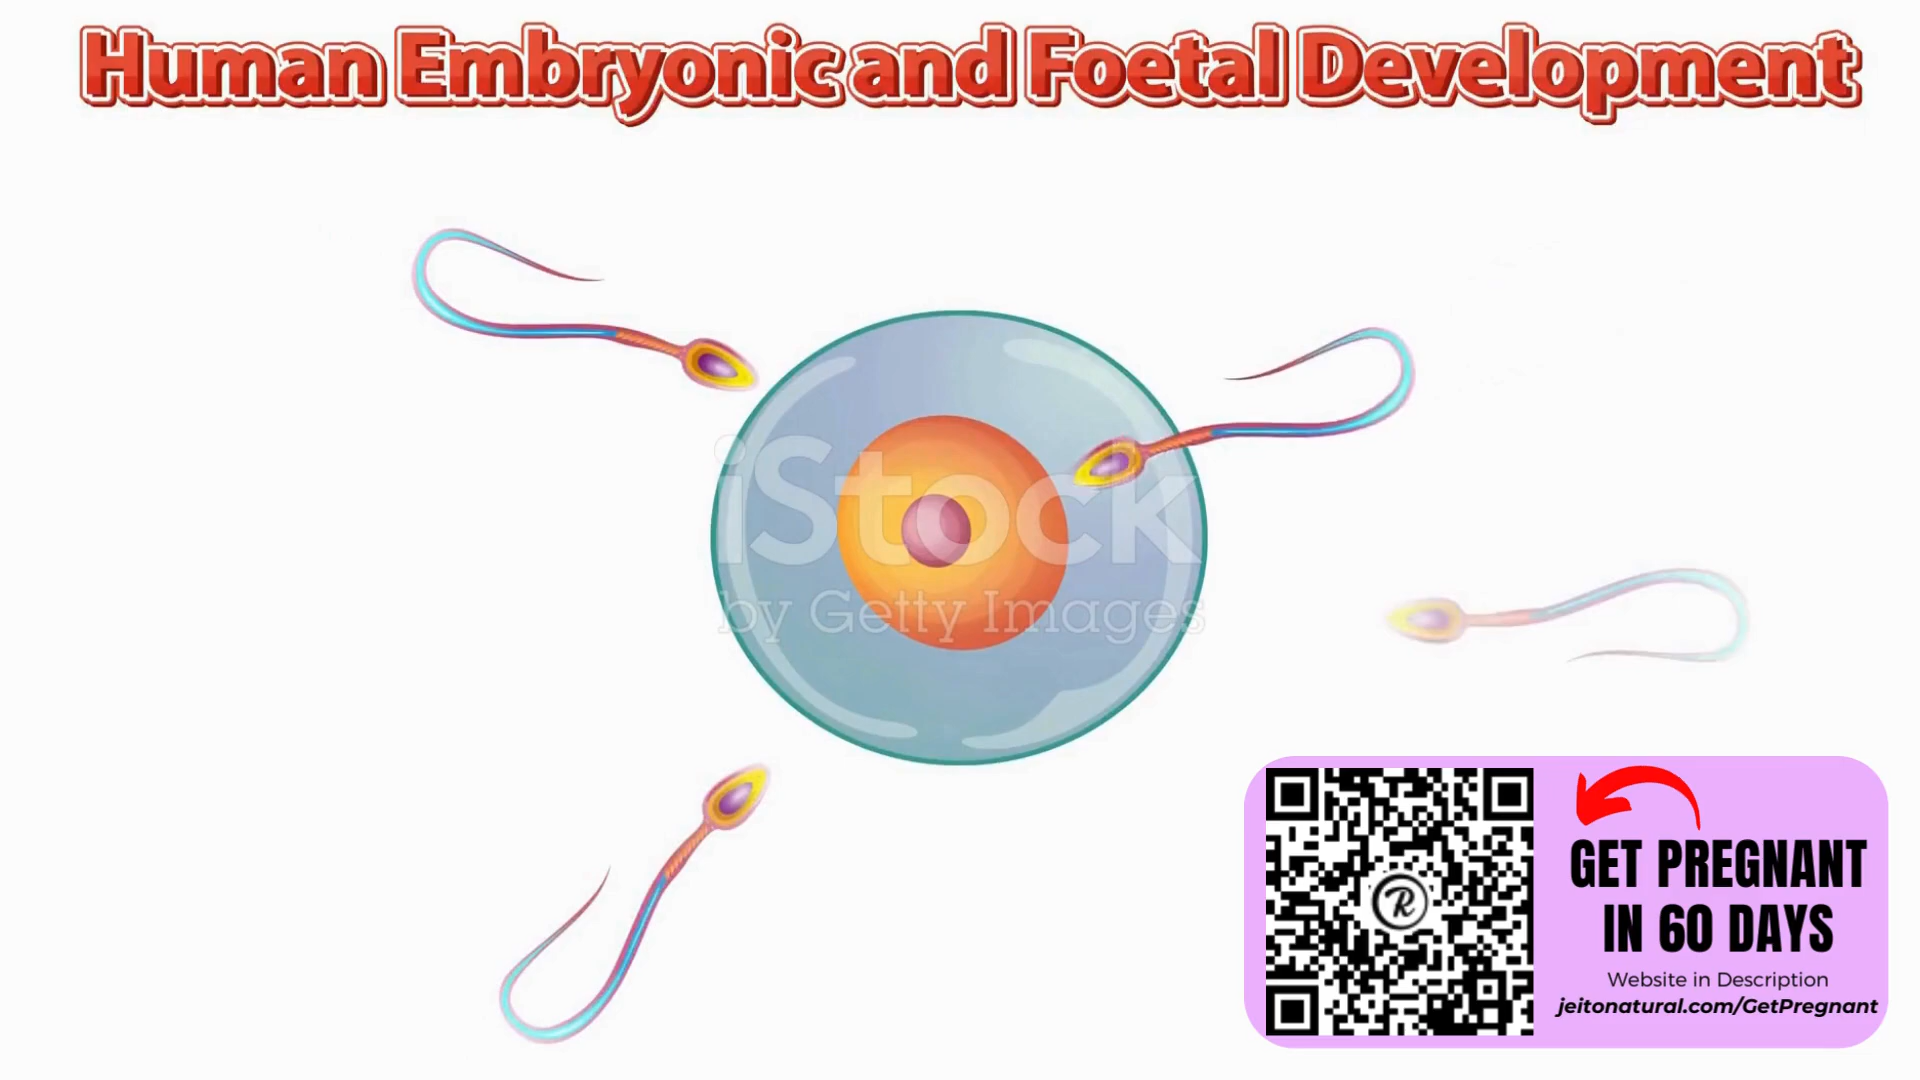 Human Embryonic and Foetal Development
iStock
by Getty Images
R
GET PREGNANT
IN 60 DAYS
Website in Description
jeitonatural.com/GetPregnant